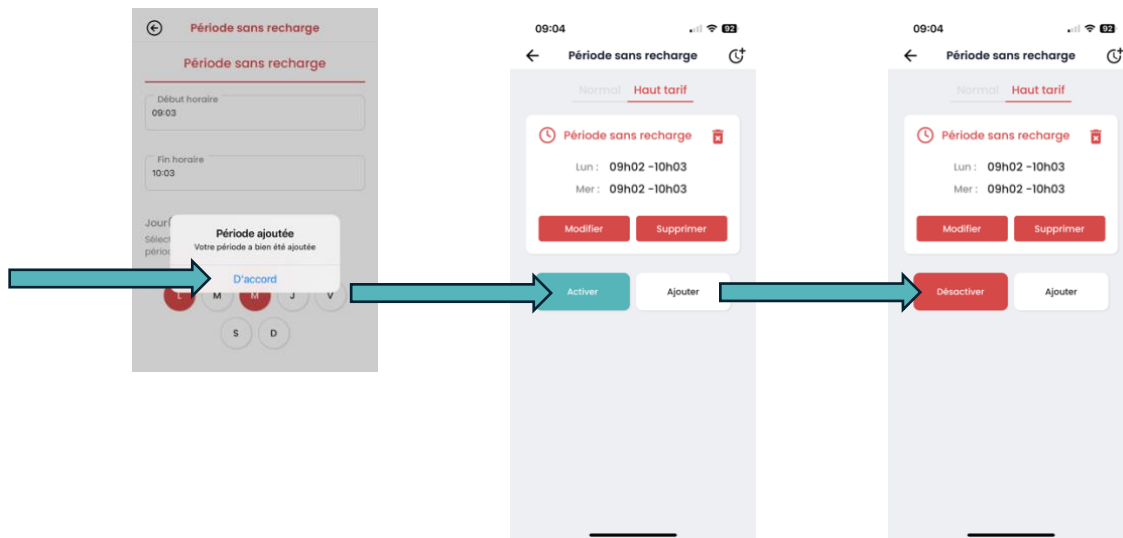 Période sans recharge
Période sans recharge
Début horaire
09:03
Fin horaire
10:03
Période ajoutée
Votre période a bien été ajoutée
D'accord
L M M J V
S D
09:04
92
Période sans recharge
Normal Haut tarif
Période sans recharge
Lun : 09h02 -10h03
Mer : 09h02 -10h03
Modifier Supprimer
Activer Ajouter
09:04
92
Période sans recharge
Normal Haut tarif
Période sans recharge
Lun : 09h02 -10h03
Mer : 09h02 -10h03
Modifier Supprimer
Désactiver Ajouter